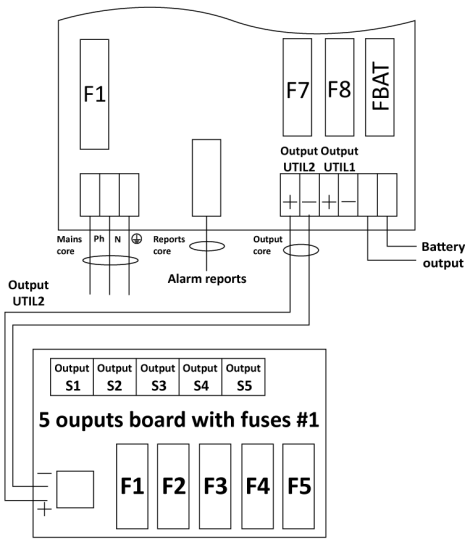 F1
F7
F8
FBAT
Output Output
UTIL2 UTIL1
+ − + −
Mains core
Ph
N
Reports core
Output core
Battery output
Alarm reports
Output UTIL2
Output S1
Output S2
Output S3
Output S4
Output S5
5 ouputs board with fuses #1
−
+
F1
F2
F3
F4
F5